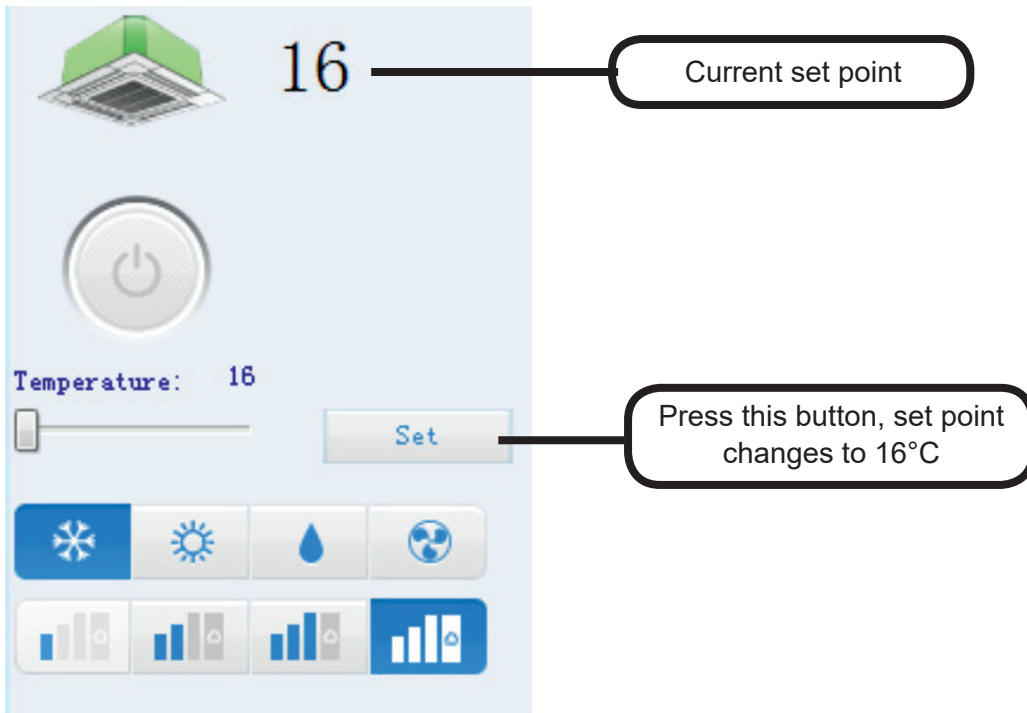 16
Current set point
Temperature: 16
Set
Press this button, set point
changes to 16°C